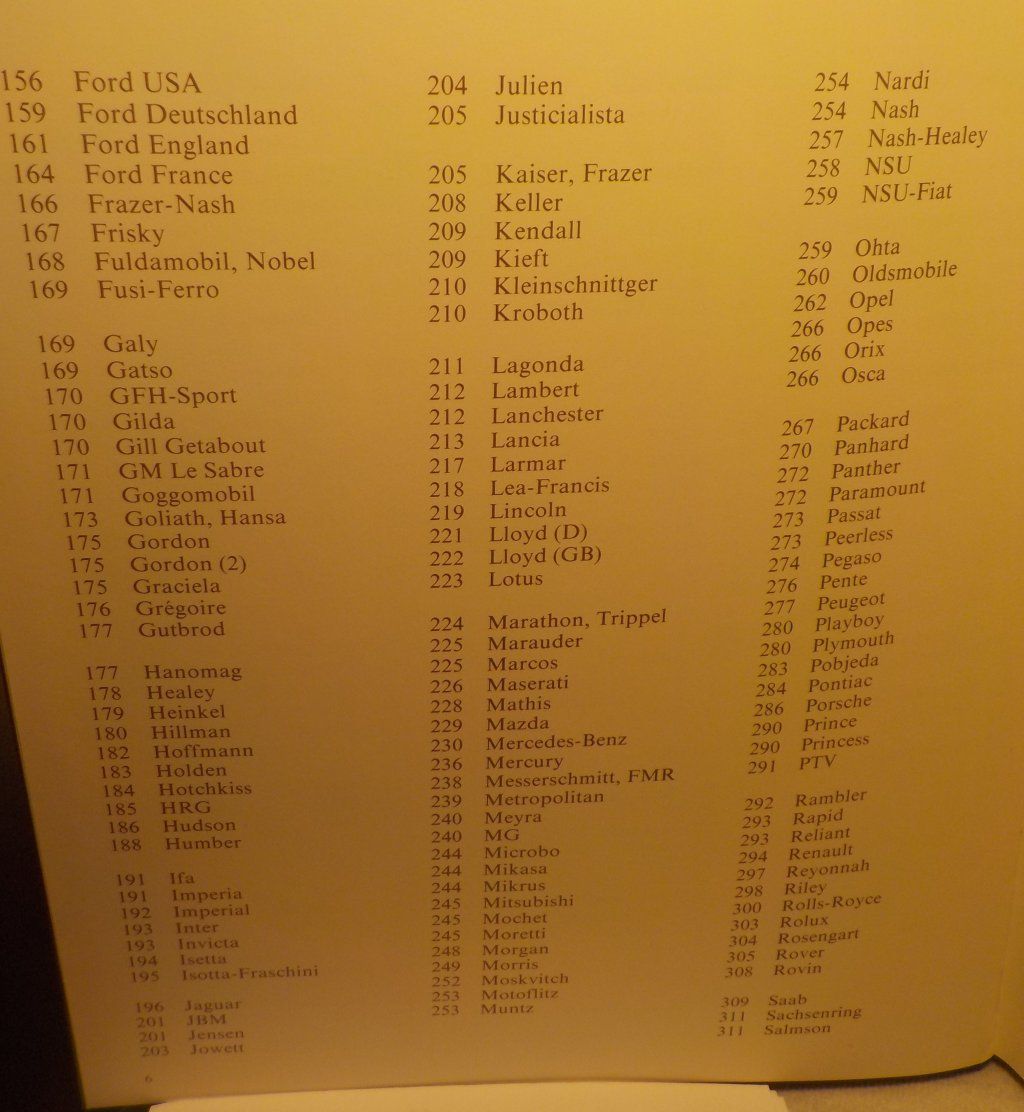 156 Ford USA
159 Ford Deutschland
161 Ford England
164 Ford France
166 Frazer-Nash
167 Frisky
168 Fuldamobil, Nobel
169 Fusi-Ferro
169 Galy
169 Gatso
170 GFH-Sport
170 Gilda
170 Gill Getabout
171 GM Le Sabre
171 Goggomobil
173 Goliath, Hansa
175 Gordon
175 Gordon (2)
175 Graciela
176 Grégoire
177 Gutbrod
177 Hanomag
178 Healey
179 Heinkel
180 Hillman
182 Hoffmann
183 Holden
184 Hotchkiss
185 HRG
186 Hudson
188 Humber
191 Ifa
191 Imperia
192 Imperial
193 Inter
193 Invicta
194 Isetta
195 Isotta-Fraschini
196 Jaguar
201 JBM
201 Jensen
203 Jowett
6
204 Julien
205 Justicialista
205 Kaiser, Frazer
208 Keller
209 Kendall
209 Kieft
210 Kleinschnittger
210 Kroboth
211 Lagonda
212 Lambert
212 Lanchester
213 Lancia
217 Larmar
218 Lea-Francis
219 Lincoln
221 Lloyd (D)
222 Lloyd (GB)
223 Lotus
224 Marathon, Trippel
225 Marauder
225 Marcos
226 Maserati
228 Mathis
229 Mazda
230 Mercedes-Benz
236 Mercury
238 Messerschmitt, FMR
239 Metropolitan
240 Meyra
240 MG
244 Microbo
244 Mikasa
244 Mikrus
245 Mitsubishi
245 Mochet
245 Moretti
248 Morgan
249 Morris
252 Moskvitch
253 Motoflitz
253 Muntz
254 Nardi
254 Nash
257 Nash-Healey
258 NSU
259 NSU-Fiat
259 Ohta
260 Oldsmobile
262 Opel
266 Opes
266 Orix
266 Osca
267 Packard
270 Panhard
272 Panther
272 Paramount
273 Passat
273 Peerless
274 Pegaso
276 Pente
277 Peugeot
280 Playboy
280 Plymouth
283 Pobjeda
284 Pontiac
286 Porsche
290 Prince
290 Princess
291 PTV
292 Rambler
293 Rapid
293 Reliant
294 Renault
297 Reyonnah
298 Riley
300 Rolls-Royce
303 Rolux
304 Rosengart
305 Rover
308 Rovin
309 Saab
311 Sachsenring
311 Salmson